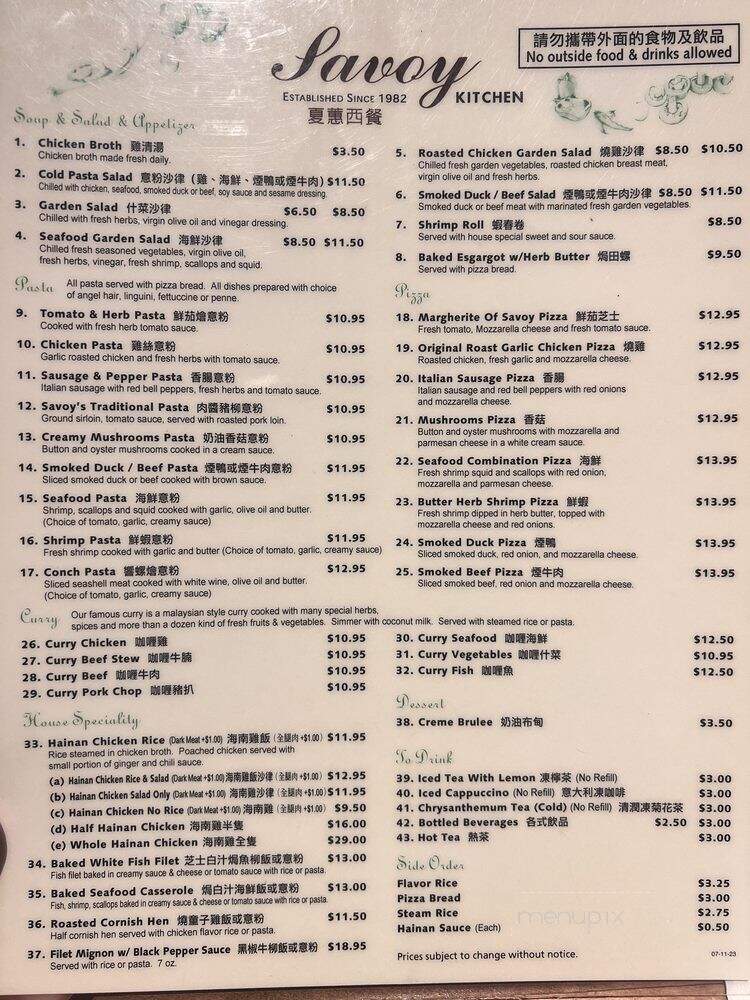 Savoy
ESTABLISHED SINCE 1982 KITCHEN
夏蕙西餐
請勿攜帶外面的食物及飲品
No outside food & drinks allowed
Soup & Salad & Appetizer
1. Chicken Broth 雞清湯 $3.50
Chicken broth made fresh daily.
2. Cold Pasta Salad 意粉沙律 (雞、海鮮、煙鴨或煙牛肉) $11.50
Chilled with chicken, seafood, smoked duck or beef, soy sauce and sesame dressing.
3. Garden Salad 什菜沙律 $6.50 $8.50
Chilled with fresh herbs, virgin olive oil and vinegar dressing.
4. Seafood Garden Salad 海鮮沙律 $8.50 $11.50
Chilled fresh seasoned vegetables, virgin olive oil,
fresh herbs, vinegar, fresh shrimp, scallops and squid.
5. Roasted Chicken Garden Salad 燒雞沙律 $8.50 $10.50
Chilled fresh garden vegetables, roasted chicken breast meat,
virgin olive oil and fresh herbs.
6. Smoked Duck / Beef Salad 煙鴨或煙牛肉沙律 $8.50 $11.50
Smoked duck or beef meat with marinated fresh garden vegetables.
7. Shrimp Roll 蝦春卷 $8.50
Served with house special sweet and sour sauce.
8. Baked Esgargot w/Herb Butter 焗田螺 $9.50
Served with pizza bread.
Pasta All pasta served with pizza bread. All dishes prepared with choice
of angel hair, linguini, fettuccine or penne.
9. Tomato & Herb Pasta 鮮茄燴意粉 $10.95
Cooked with fresh herb tomato sauce.
10. Chicken Pasta 雞絲意粉 $10.95
Garlic roasted chicken and fresh herbs with tomato sauce.
11. Sausage & Pepper Pasta 香腸意粉 $10.95
Italian sausage with red bell peppers, fresh herbs and tomato sauce.
12. Savoy's Traditional Pasta 肉醬豬柳意粉 $10.95
Ground sirloin, tomato sauce, served with roasted pork loin.
13. Creamy Mushrooms Pasta 奶油香菇意粉 $10.95
Button and oyster mushrooms cooked in a cream sauce.
14. Smoked Duck / Beef Pasta 煙鴨或煙牛肉意粉 $11.95
Sliced smoked duck or beef cooked with brown sauce.
15. Seafood Pasta 海鮮意粉 $11.95
Shrimp, scallops and squid cooked with garlic, olive oil and butter.
(Choice of tomato, garlic, creamy sauce)
16. Shrimp Pasta 鮮蝦意粉 $11.95
Fresh shrimp cooked with garlic and butter (Choice of tomato, garlic, creamy sauce)
17. Conch Pasta 響螺燴意粉 $12.95
Sliced seashell meat cooked with white wine, olive oil and butter.
(Choice of tomato, garlic, creamy sauce)
Pizza
18. Margherite Of Savoy Pizza 鮮茄芝士 $12.95
Fresh tomato, Mozzarella cheese and fresh tomato sauce.
19. Original Roast Garlic Chicken Pizza 燒雞 $12.95
Roasted chicken, fresh garlic and mozzarella cheese.
20. Italian Sausage Pizza 香腸 $12.95
Italian sausage and red bell peppers with red onions
and mozzarella cheese.
21. Mushrooms Pizza 香菇 $12.95
Button and oyster mushrooms with mozzarella and
parmesan cheese in a white cream sauce.
22. Seafood Combination Pizza 海鮮 $13.95
Fresh shrimp squid and scallops with red onion,
mozzarella and parmesan cheese.
23. Butter Herb Shrimp Pizza 鮮蝦 $13.95
Fresh shrimp dipped in herb butter, topped with
mozzarella cheese and red onions.
24. Smoked Duck Pizza 煙鴨 $13.95
Sliced smoked duck, red onion, and mozzarella cheese.
25. Smoked Beef Pizza 煙牛肉 $13.95
Sliced smoked beef, red onion and mozzarella cheese.
Curry Our famous curry is a malaysian style curry cooked with many special herbs,
spices and more than a dozen kind of fresh fruits & vegetables. Simmer with coconut milk. Served with steamed rice or pasta.
26. Curry Chicken 咖喱雞 $10.95
27. Curry Beef Stew 咖喱牛腩 $10.95
28. Curry Beef 咖喱牛肉 $10.95
29. Curry Pork Chop 咖喱豬扒 $10.95
30. Curry Seafood 咖喱海鮮 $12.50
31. Curry Vegetables 咖喱什菜 $10.95
32. Curry Fish 咖喱魚 $12.50
House Speciality
33. Hainan Chicken Rice (Dark Meat +$1.00) 海南雞飯 (全腿肉 +$1.00) $11.95
Rice steamed in chicken broth. Poached chicken served with
small portion of ginger and chili sauce.
(a) Hainan Chicken Rice & Salad (Dark Meat +$1.00) 海南雞飯沙律 (全腿肉 +$1.00) $12.95
(b) Hainan Chicken Salad Only (Dark Meat +$1.00) 海南雞沙律 (全腿肉 +$1.00) $11.95
(c) Hainan Chicken No Rice (Dark Meat +$1.00) 海南雞 (全腿肉 +$1.00) $9.50
(d) Half Hainan Chicken 海南雞半隻 $16.00
(e) Whole Hainan Chicken 海南雞全隻 $29.00
34. Baked White Fish Filet 芝士白汁焗魚柳飯或意粉 $13.00
Fish filet baked in creamy sauce & cheese or tomato sauce with rice or pasta.
35. Baked Seafood Casserole 焗白汁海鮮飯或意粉 $13.00
Fish, shrimp, scallops baked in creamy sauce & cheese or tomato sauce with rice or pasta.
36. Roasted Cornish Hen 燒童子雞飯或意粉 $11.50
Half cornish hen served with chicken flavor rice or pasta.
37. Filet Mignon w/ Black Pepper Sauce 黑椒牛柳飯或意粉 $18.95
Served with rice or pasta. 7 oz.
Dessert
38. Creme Brulee 奶油布甸 $3.50
To Drink
39. Iced Tea With Lemon 凍檸茶 (No Refill) $3.00
40. Iced Cappuccino (No Refill) 意大利凍咖啡 $3.00
41. Chrysanthemum Tea (Cold) (No Refill) 清潤凍菊花茶 $3.00
42. Bottled Beverages 各式飲品 $2.50 $3.00
43. Hot Tea 熱茶 $3.00
Side Order
Flavor Rice $3.25
Pizza Bread $3.00
Steam Rice $2.75
Hainan Sauce (Each) $0.50
menupix
Prices subject to change without notice. 07-11-23